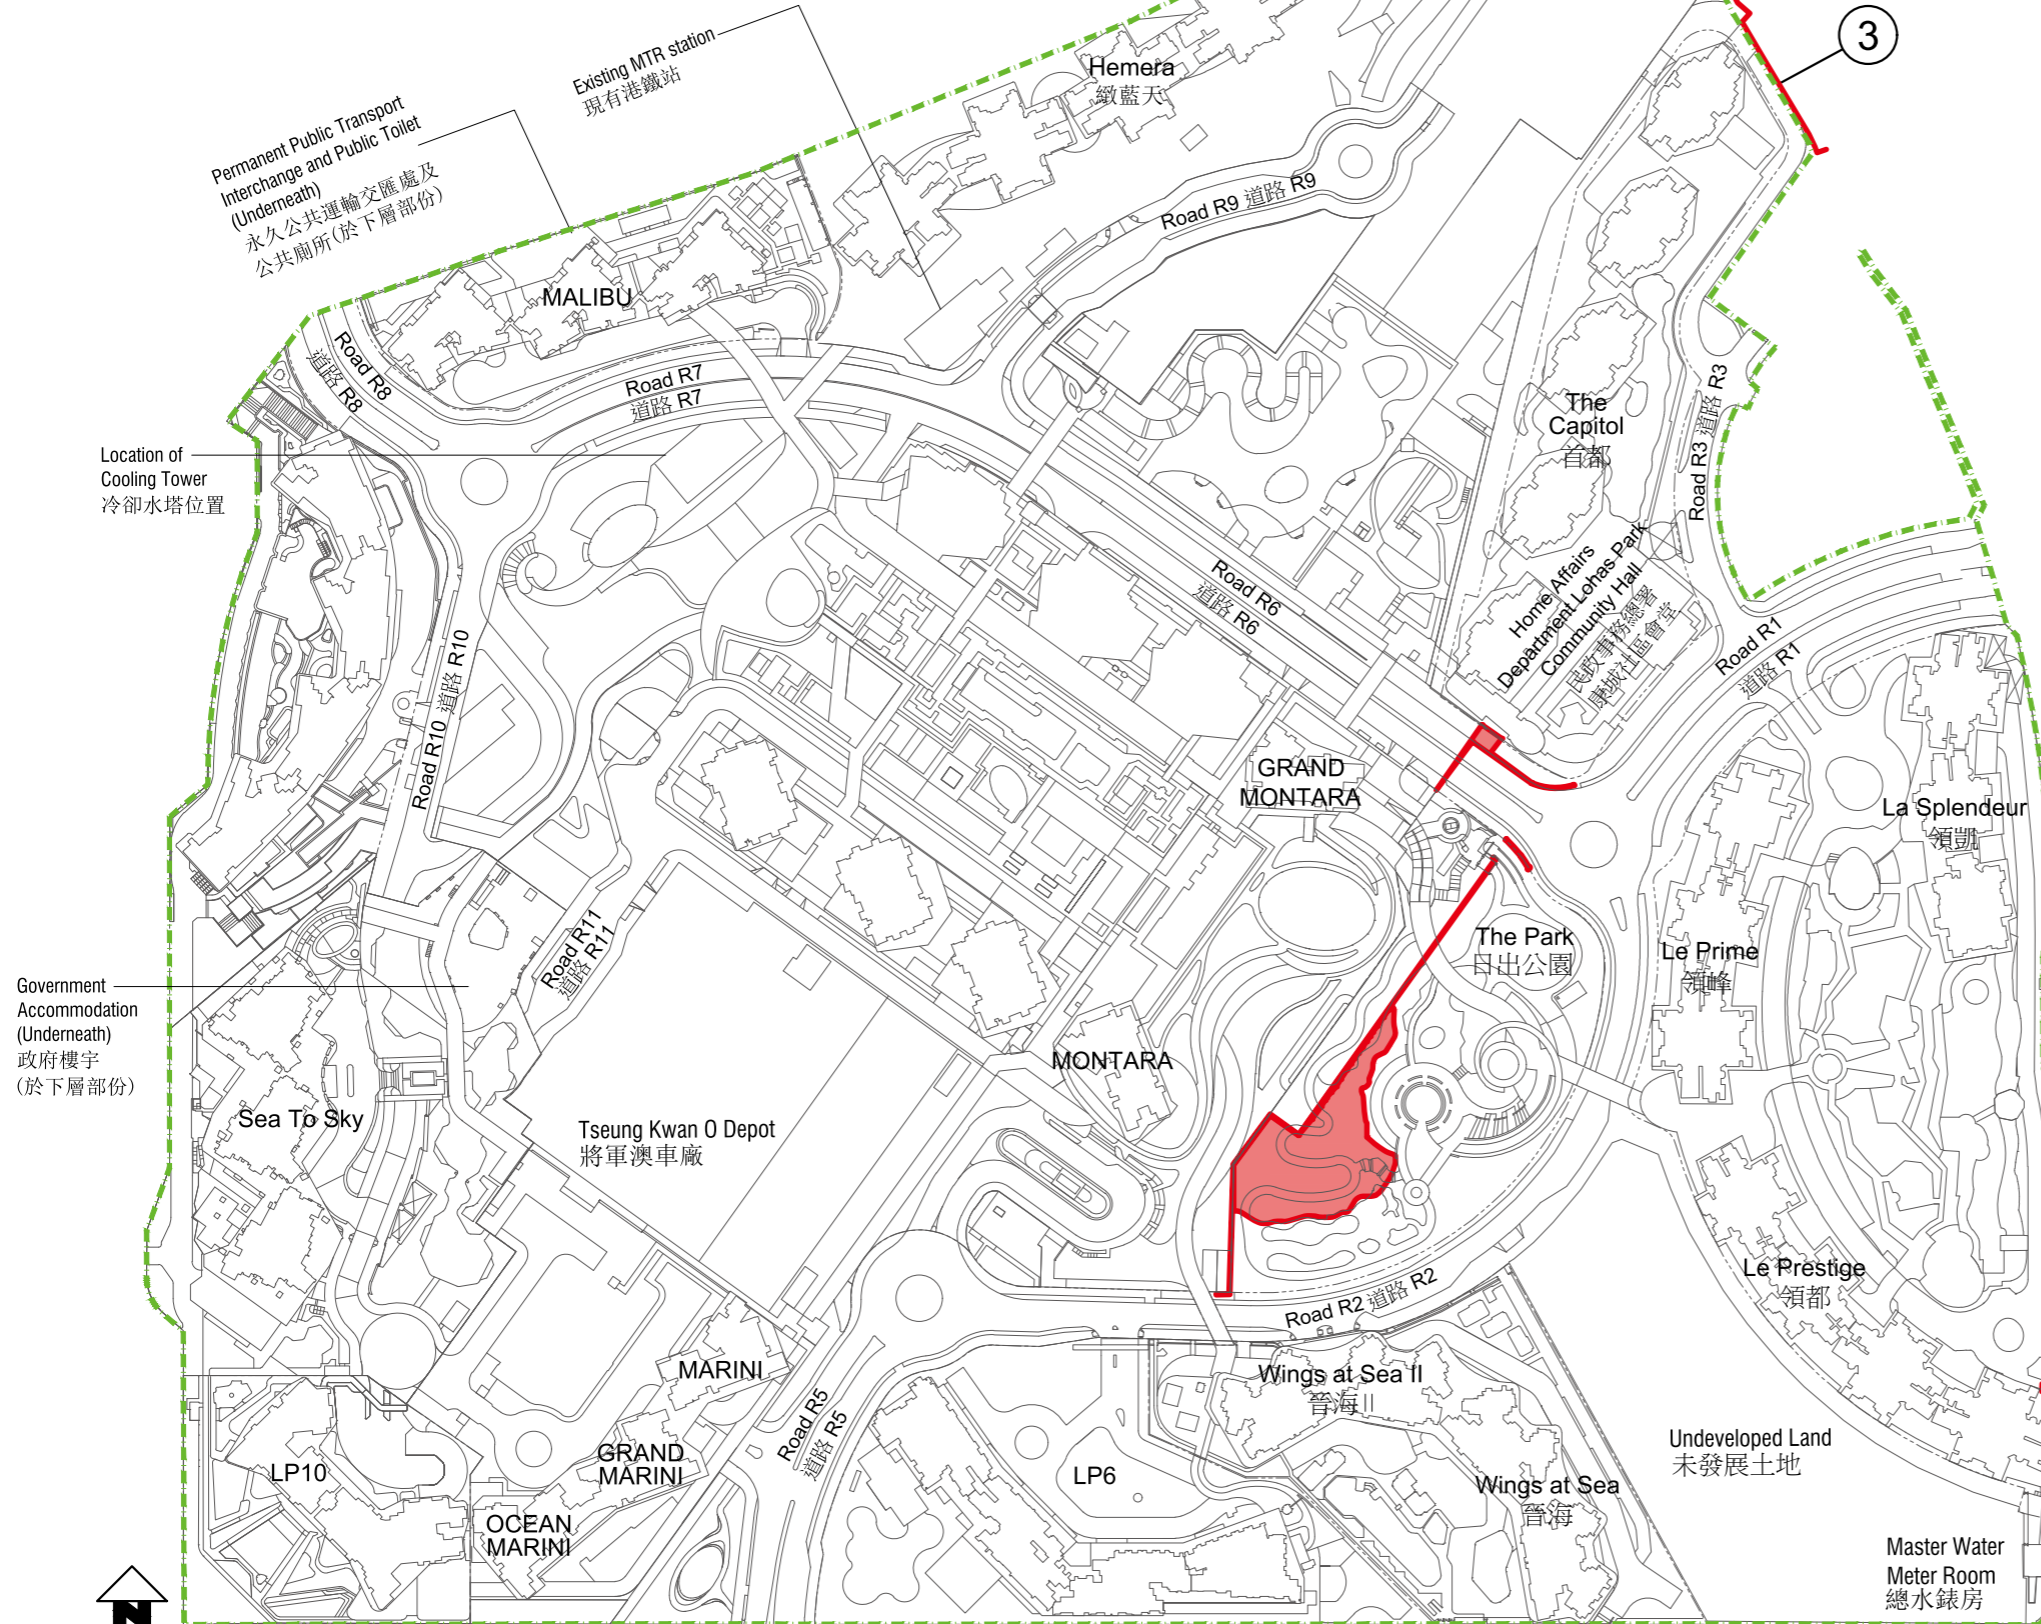 3
Existing MTR station
現有港鐵站
Hemera
緻藍天
Permanent Public Transport
Interchange and Public Toilet
(Underneath)
永久公共運輸交匯處及
公共廁所(於下層部份)
Road R9 道路 R9
MALIBU
Road R8
道路 R8
Road R7
道路 R7
The
Capitol
首都
Road R3 道路 R3
Location of
Cooling Tower
冷卻水塔位置
Home Affairs
Department Lohas Park
Community Hall
民政事務總署
康城社區會堂
Road R6
道路 R6
Road R1
道路 R1
Road R10 道路 R10
GRAND
MONTARA
La Splendeur
領凱
Road R11
道路 R11
The Park
日出公園
Le Prime
領峰
Government
Accommodation
(Underneath)
政府樓宇
(於下層部份)
MONTARA
Sea To Sky
Tseung Kwan O Depot
將軍澳車廠
Le Prestige
領都
Road R2 道路 R2
MARINI
Wings at Sea II
晉海 II
Road R5
道路 R5
GRAND
MARINI
LP10
LP6
Undeveloped Land
未發展土地
Wings at Sea
晉海
OCEAN
MARINI
Master Water
Meter Room
總水錶房
N